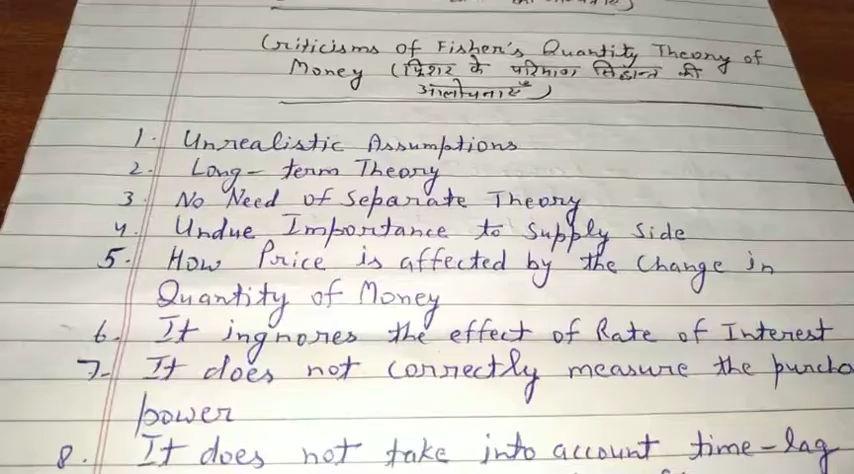 Criticisms of Fisher's Quantity Theory of
Money (फिशर के परिमाण सिद्धान्त की
आलोचनाएँ)
1. Unrealistic Assumptions
2. Long-term Theory
3. No Need of Separate Theory
4. Undue Importance to Supply Side
5. How Price is affected by the Change in
Quantity of Money
6. It ingnores the effect of Rate of Interest
7. It does not correctly measure the purcha
power
8. It does not take into account time-lag